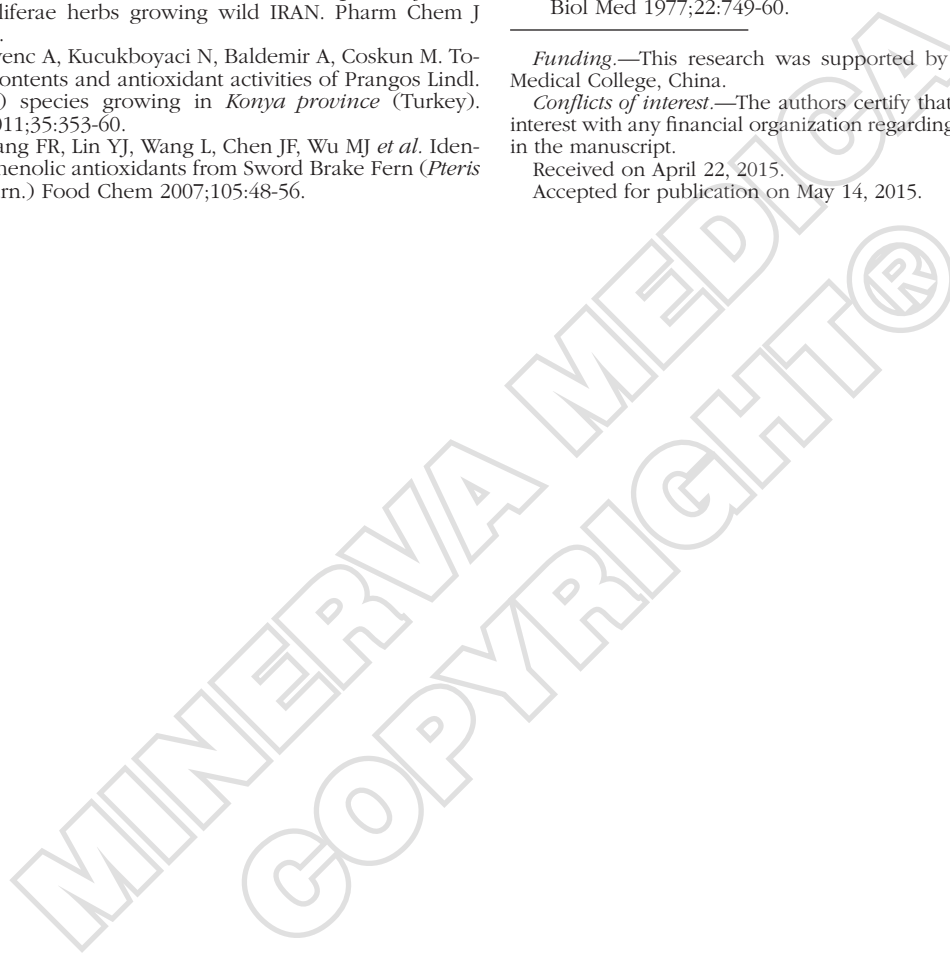 liferae herbs growing wild IRAN. Pharm Chem J
A, Kucukboyaci N, Baldemir A, Coskun M. To-
and antioxidant activities of Prangos Lindl.
) species growing in Konya province (Turkey).
011;35:353-60.
FR, Lin YJ, Wang L, Chen JF, Wu MJ et al. Iden-
antioxidants from Sword Brake Fern (Pteris
rn.) Food Chem 2007;105:48-56.
Biol Med 1977;22:749-60.
Funding.—This research was supported by
Medical College, China.
Conflicts of interest.—The authors certify that
interest with any financial organization regarding
in the manuscript.
Received on April 22, 2015.
Accepted for publication on May 14, 2015.
MINERVA MEDICA
COPYRIGHT®